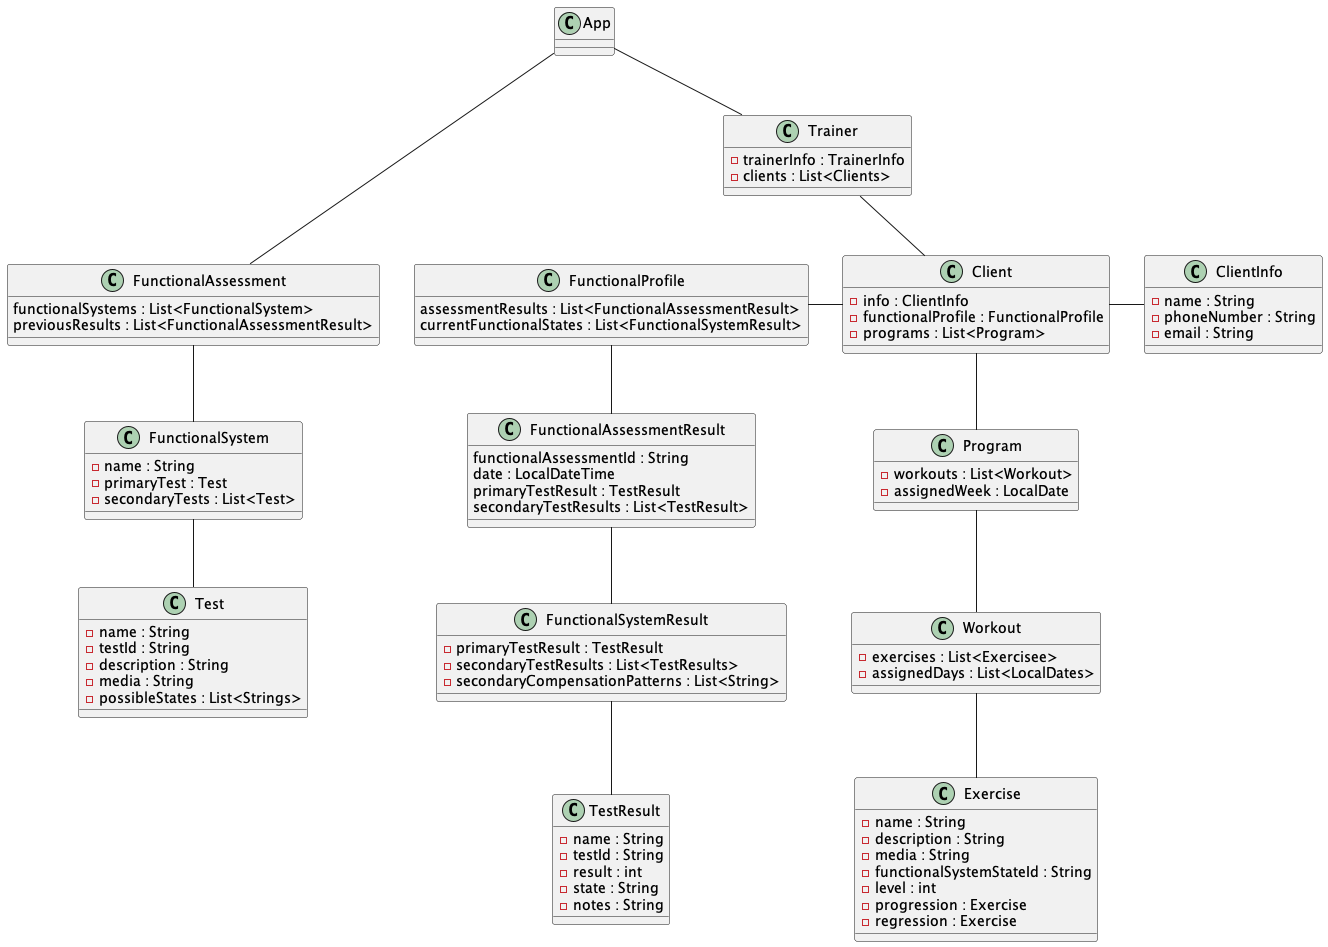 C App
C Trainer
trainerInfo : TrainerInfo
clients : List<Clients>
C FunctionalAssessment
functionalSystems : List<FunctionalSystem>
previousResults : List<FunctionalAssessmentResult>
C FunctionalProfile
assessmentResults : List<FunctionalAssessmentResult>
currentFunctionalStates : List<FunctionalSystemResult>
C Client
info : ClientInfo
functionalProfile : FunctionalProfile
programs : List<Program>
C ClientInfo
name : String
phoneNumber : String
email : String
C FunctionalSystem
name : String
primaryTest : Test
secondaryTests : List<Test>
C FunctionalAssessmentResult
functionalAssessmentId : String
date : LocalDateTime
primaryTestResult : TestResult
secondaryTestResults : List<TestResult>
C Program
workouts : List<Workout>
assignedWeek : LocalDate
C Test
name : String
testId : String
description : String
media : String
possibleStates : List<Strings>
C FunctionalSystemResult
primaryTestResult : TestResult
secondaryTestResults : List<TestResults>
secondaryCompensationPatterns : List<String>
C Workout
exercises : List<Exercisee>
assignedDays : List<LocalDates>
C TestResult
name : String
testId : String
result : int
state : String
notes : String
C Exercise
name : String
description : String
media : String
functionalSystemStateId : String
level : int
progression : Exercise
regression : Exercise